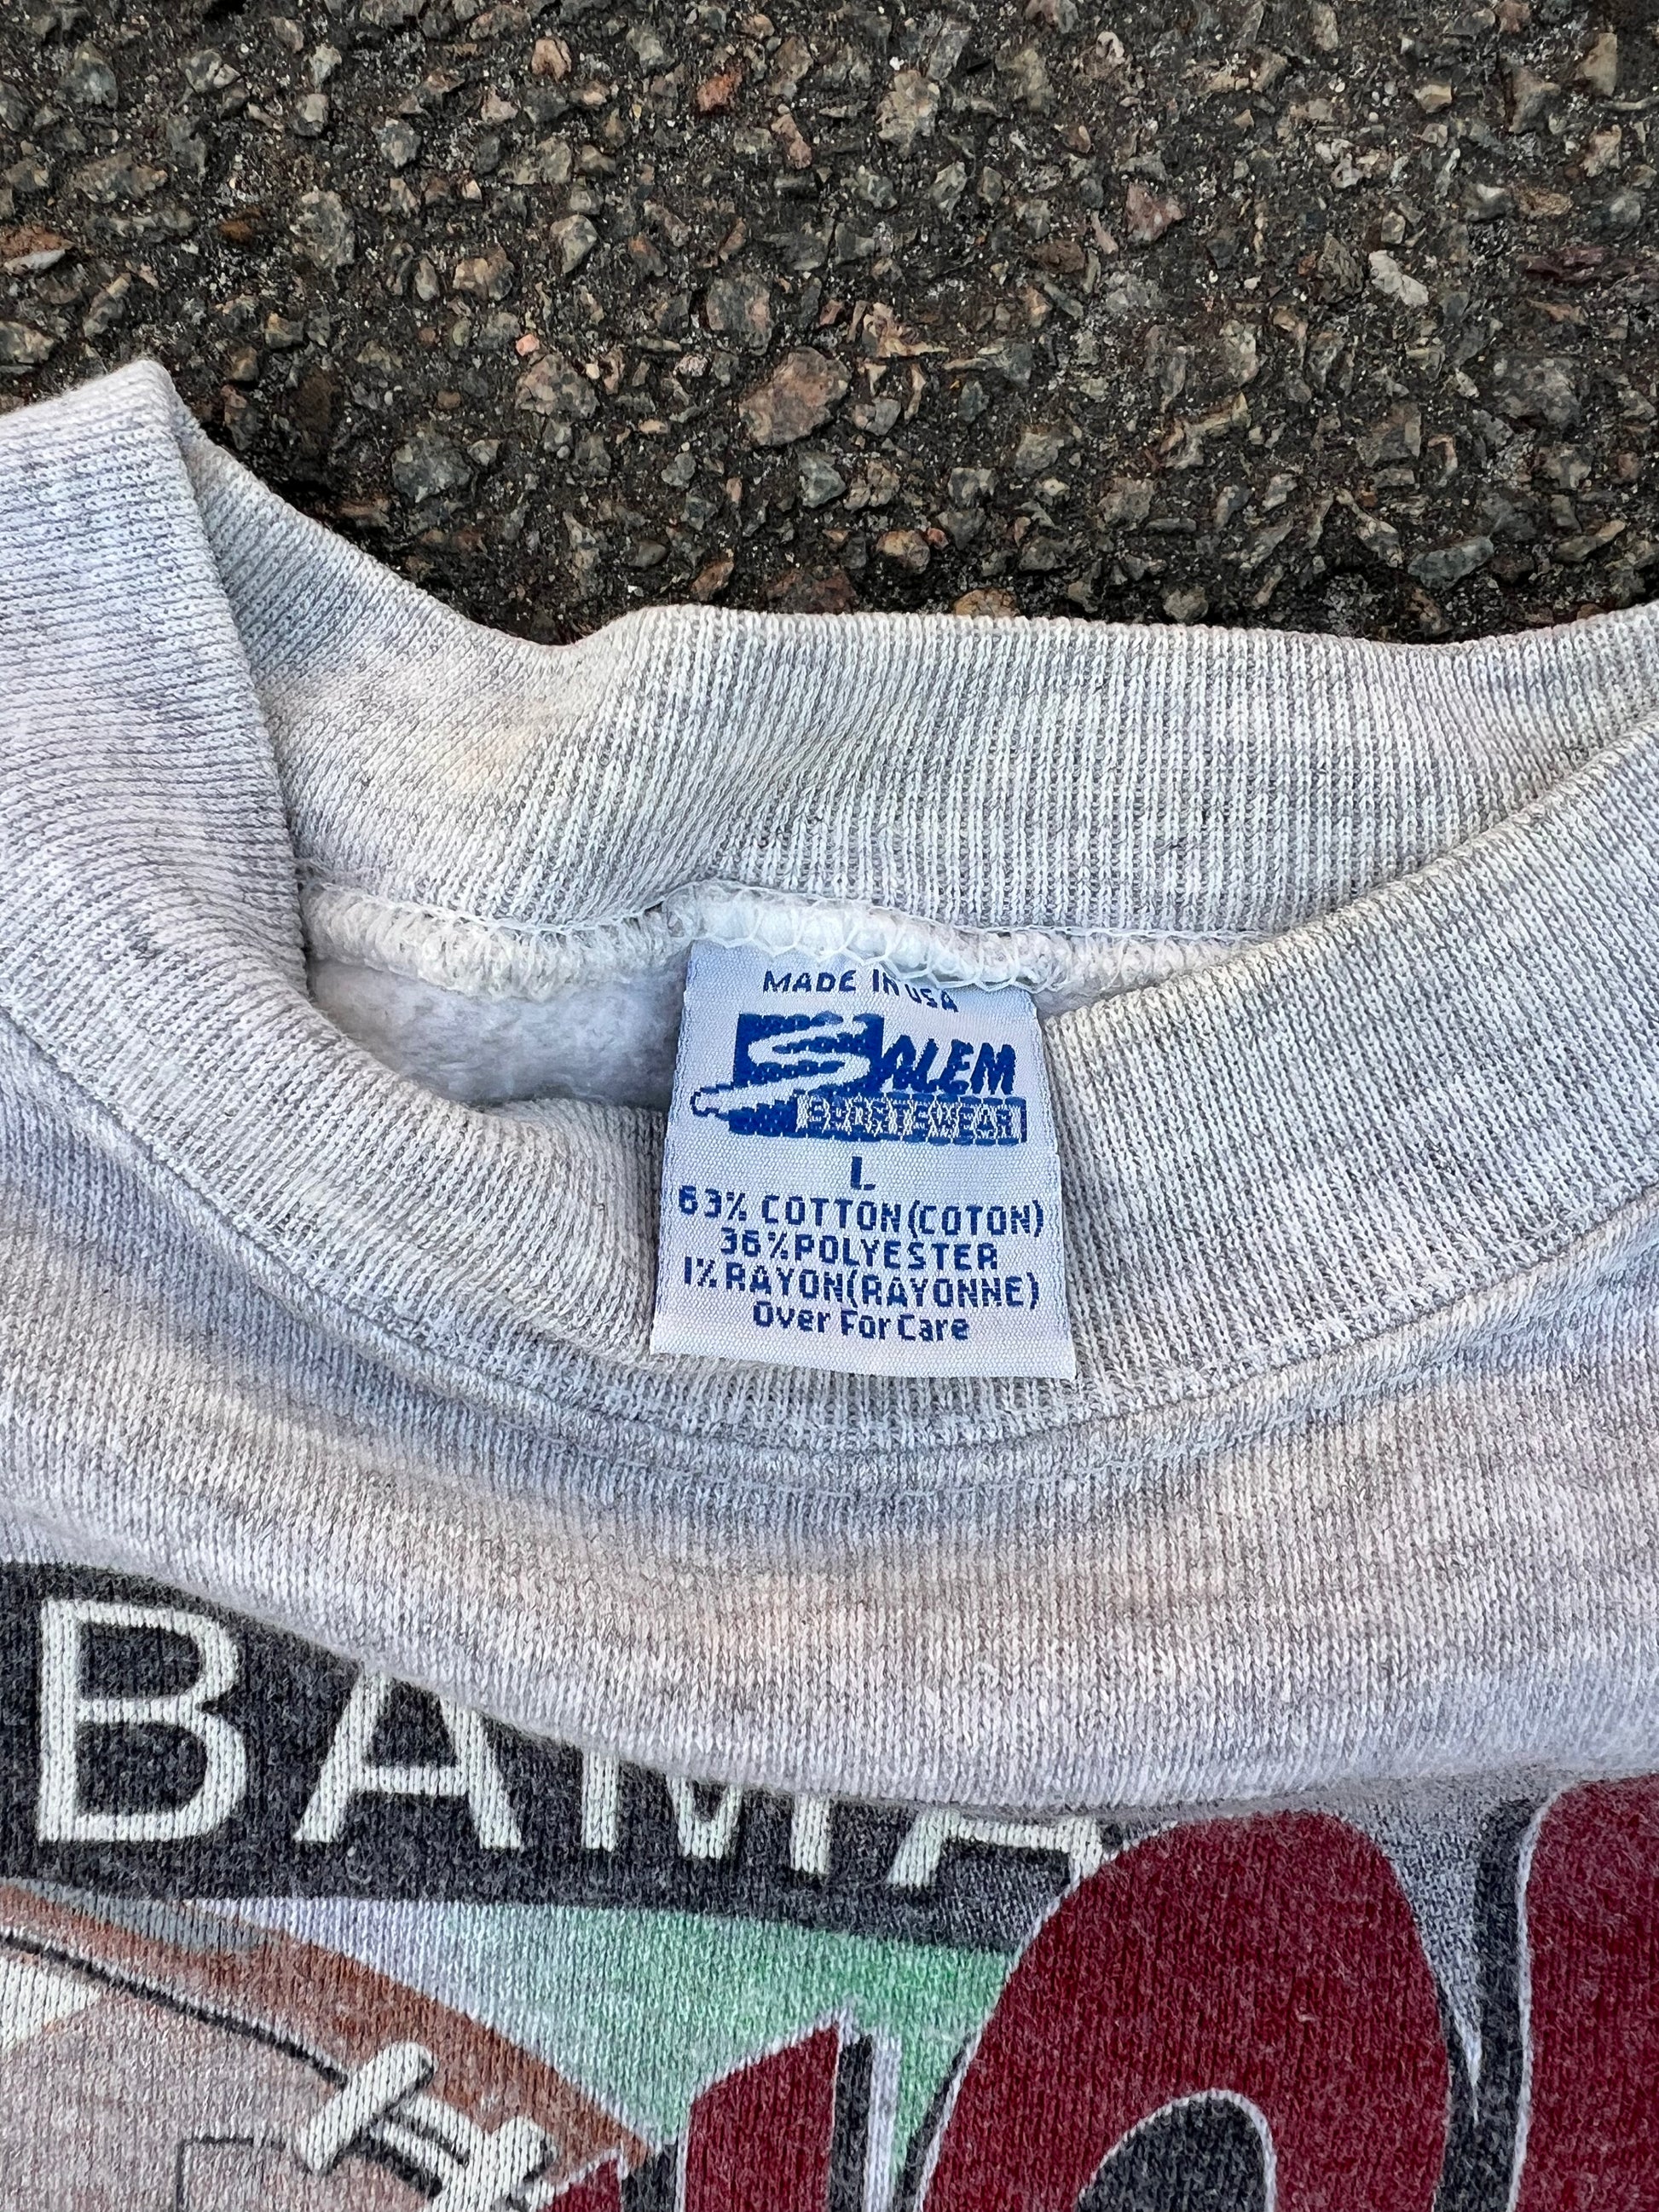 MADE IN USA
SALEM
SPORTSWEAR
L
63% COTTON(COTON)
36%POLYESTER
1%RAYON(RAYONNE)
Over For Care
BAMA